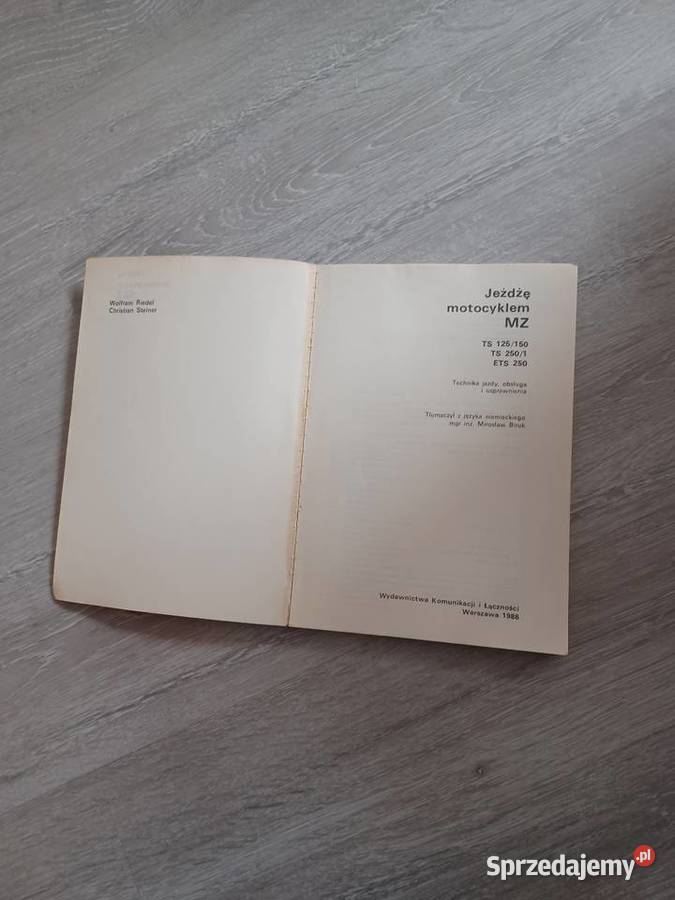 Wolfram Riedel
Christian Steiner
Jeżdżę
motocyklem
MZ
TS 125/150
TS 250/1
ETS 250
Technika jazdy, obsługa
i usprawnienia
Tłumaczył z języka niemieckiego
mgr inż. Mirosław Biruk
Wydawnictwa Komunikacji i Łączności
Warszawa 1988
Sprzedajemy.pl